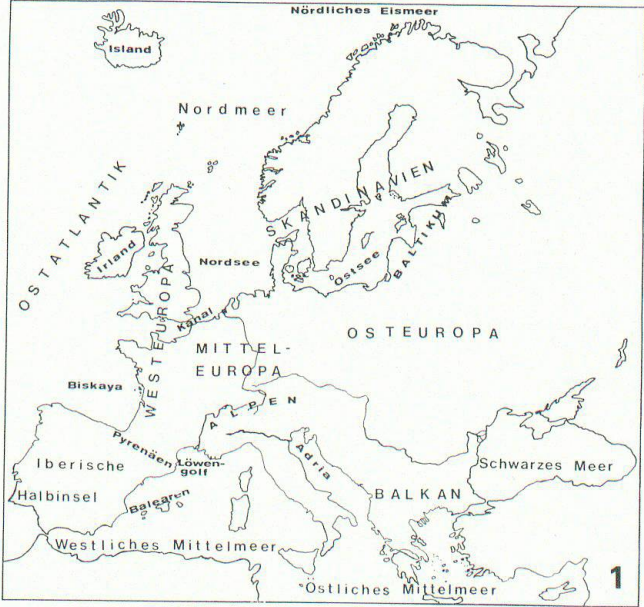 Nördliches Eismeer
Island
Nordmeer
OSTATLANTIK
SKANDINAVIEN
BALTIKUM
Irland
Nordsee
Ostsee
WESTEUROPA
Kanal
OSTEUROPA
MITTEL-
EUROPA
Biskaya
ALPEN
Pyrenäen
Löwen-
golf
Adria
Iberische
Halbinsel
Schwarzes Meer
Balearen
BALKAN
Westliches Mittelmeer
Östliches Mittelmeer
1